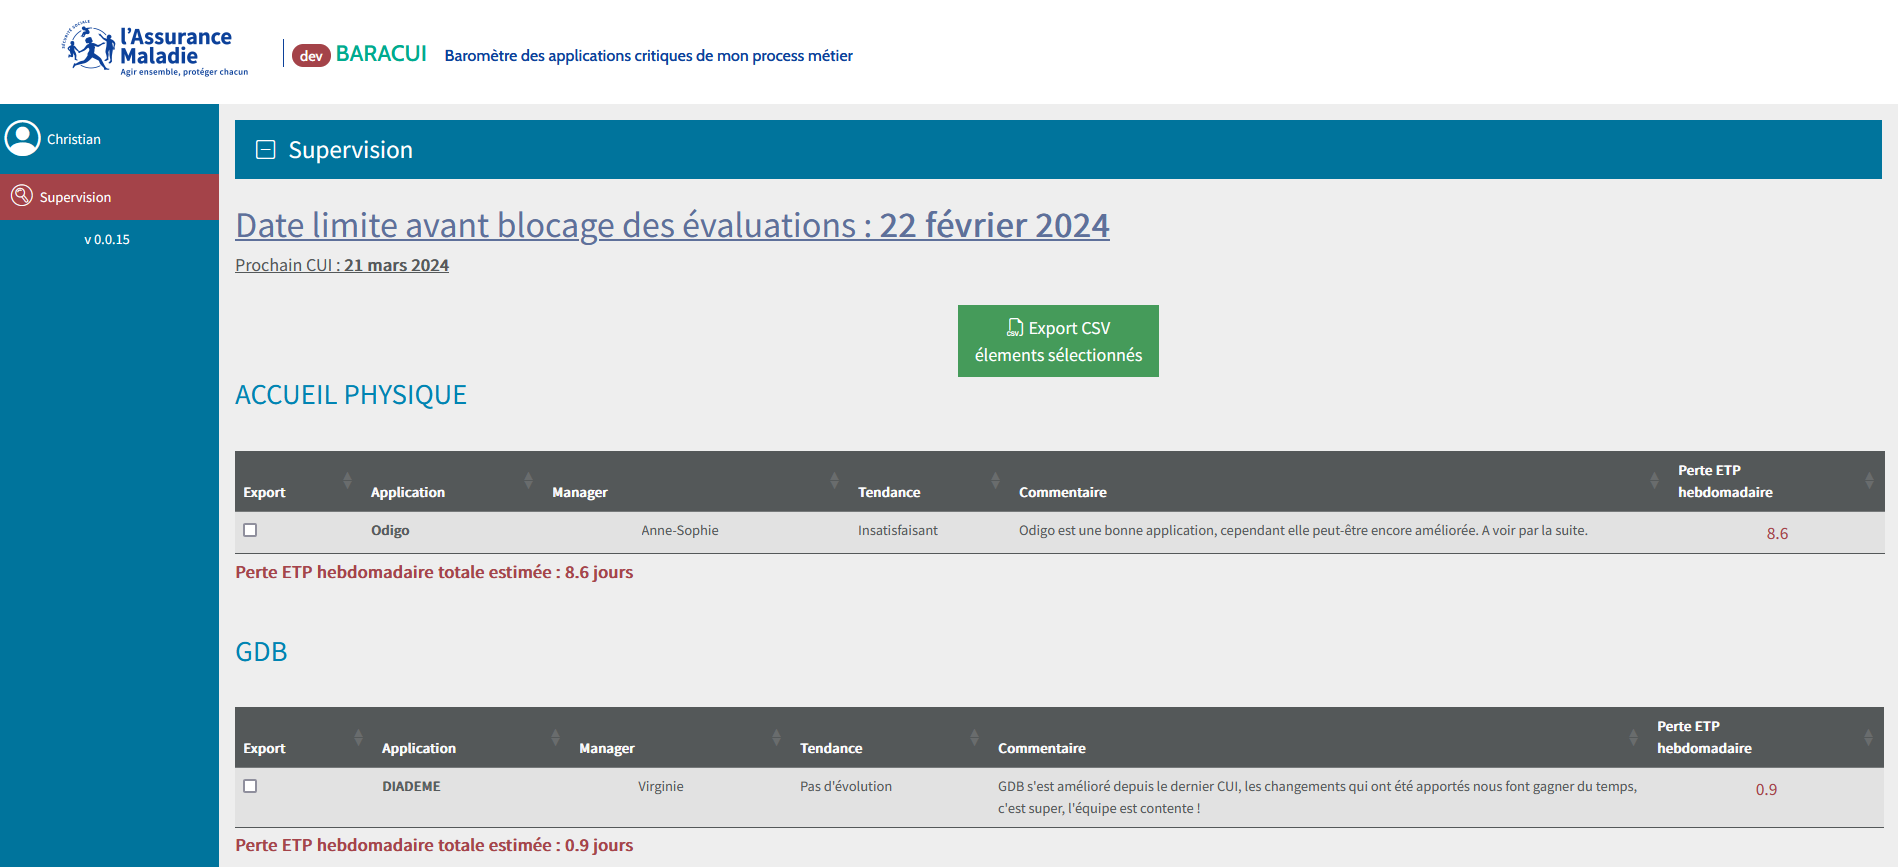 SÉCURITÉ SOCIALE
l'Assurance
Maladie
Agir ensemble, protéger chacun
dev BARACUI Baromètre des applications critiques de mon process métier
Christian
Supervision
v 0.0.15
Supervision
Date limite avant blocage des évaluations : 22 février 2024
Prochain CUI : 21 mars 2024
CSV Export CSV
élements sélectionnés
ACCUEIL PHYSIQUE
Export Application Manager Tendance Commentaire Perte ETP
hebdomadaire
Odigo Anne-Sophie Insatisfaisant Odigo est une bonne application, cependant elle peut-être encore améliorée. A voir par la suite. 8.6
Perte ETP hebdomadaire totale estimée : 8.6 jours
GDB
Export Application Manager Tendance Commentaire Perte ETP
hebdomadaire
DIADEME Virginie Pas d'évolution GDB s'est amélioré depuis le dernier CUI, les changements qui ont été apportés nous font gagner du temps, 0.9
c'est super, l'équipe est contente !
Perte ETP hebdomadaire totale estimée : 0.9 jours